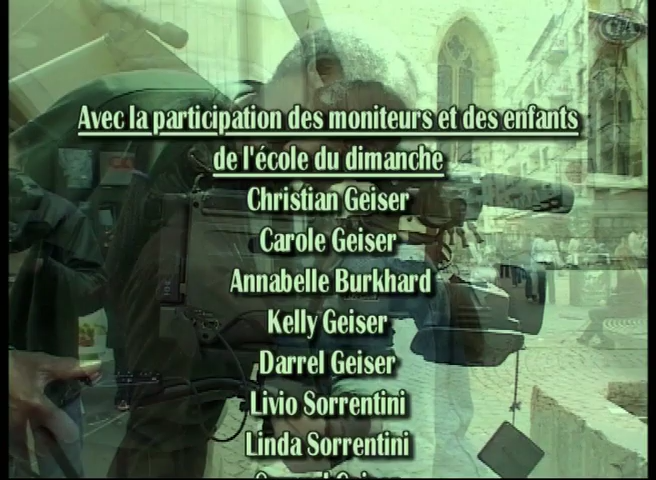 Avec la participation des moniteurs et des enfants
de l'école du dimanche
Christian Geiser
Carole Geiser
Annabelle Burkhard
Kelly Geiser
Darrel Geiser
Livio Sorrentini
Linda Sorrentini